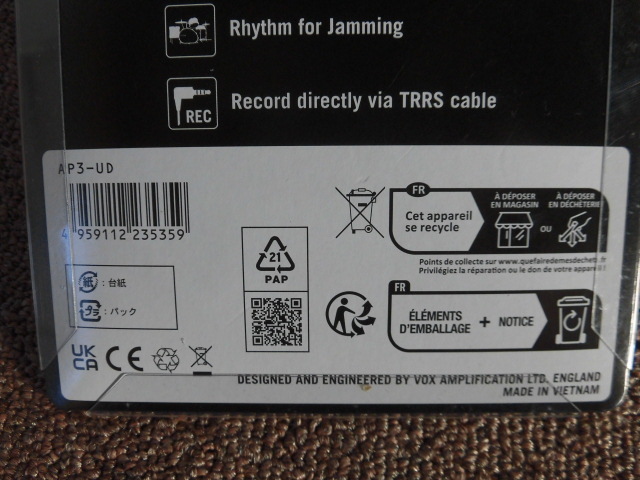 Rhythm for Jamming
REC
Record directly via TRRS cable
AP3-UD
4 959112 235359
紙 : 台紙
プラ : パック
21
PAP
UK
CA
CE
FR
Cet appareil
se recycle
À DÉPOSER
EN MAGASIN
OU
À DÉPOSER
EN DÉCHÈTERIE
Points de collecte sur www.quefairedemesdechets.fr
Privilégiez la réparation ou le don de votre appareil !
FR
ÉLÉMENTS
D'EMBALLAGE
+
NOTICE
DESIGNED AND ENGINEERED BY VOX AMPLIFICATION LTD. ENGLAND
MADE IN VIETNAM